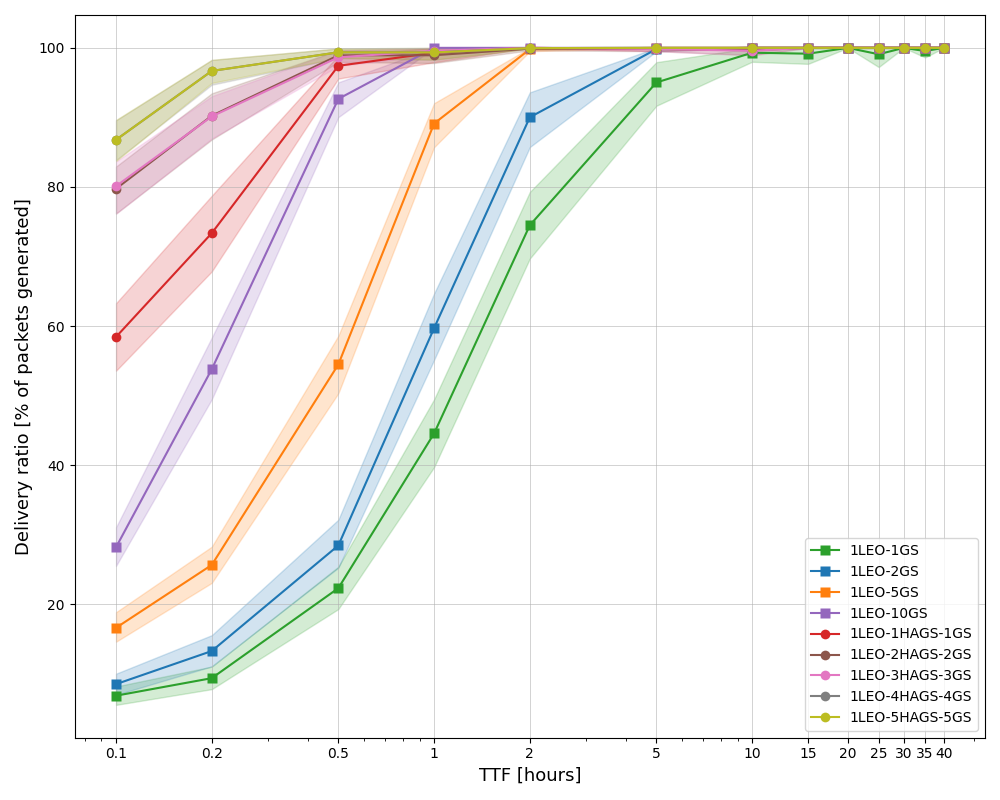 Delivery ratio [% of packets generated]
100
80
60
40
20
1LEO-1GS
1LEO-2GS
1LEO-5GS
1LEO-10GS
1LEO-1HAGS-1GS
1LEO-2HAGS-2GS
1LEO-3HAGS-3GS
1LEO-4HAGS-4GS
1LEO-5HAGS-5GS
0.1 0.2 0.5 1 2 5 10 15 20 25 30 35 40
TTF [hours]